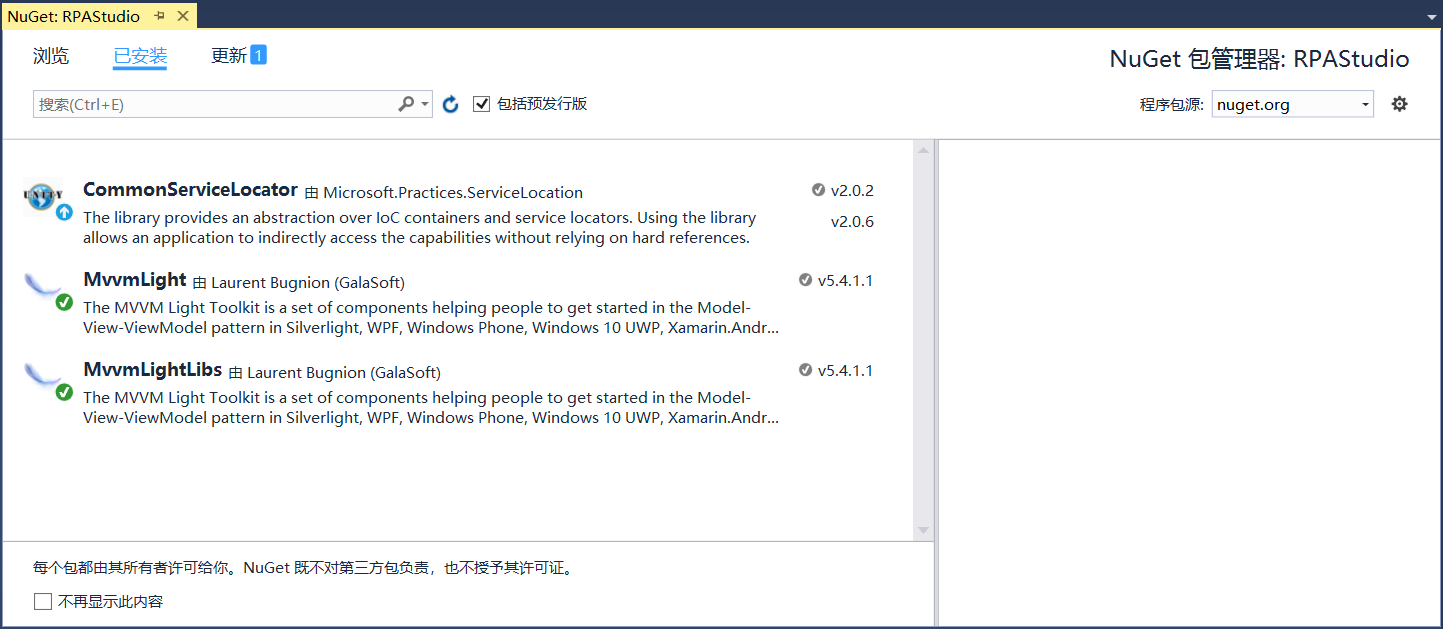 NuGet: RPAStudio
浏览 已安装 更新 1
NuGet 包管理器: RPAStudio
搜索(Ctrl+E) 包括预发行版
程序包源: nuget.org
UNITY
CommonServiceLocator 由 Microsoft.Practices.ServiceLocation v2.0.2
The library provides an abstraction over IoC containers and service locators. Using the library v2.0.6
allows an application to indirectly access the capabilities without relying on hard references.
MvvmLight 由 Laurent Bugnion (GalaSoft) v5.4.1.1
The MVVM Light Toolkit is a set of components helping people to get started in the Model-
View-ViewModel pattern in Silverlight, WPF, Windows Phone, Windows 10 UWP, Xamarin.Andr...
MvvmLightLibs 由 Laurent Bugnion (GalaSoft) v5.4.1.1
The MVVM Light Toolkit is a set of components helping people to get started in the Model-
View-ViewModel pattern in Silverlight, WPF, Windows Phone, Windows 10 UWP, Xamarin.Andr...
每个包都由其所有者许可给你。NuGet 既不对第三方包负责，也不授予其许可证。
不再显示此内容